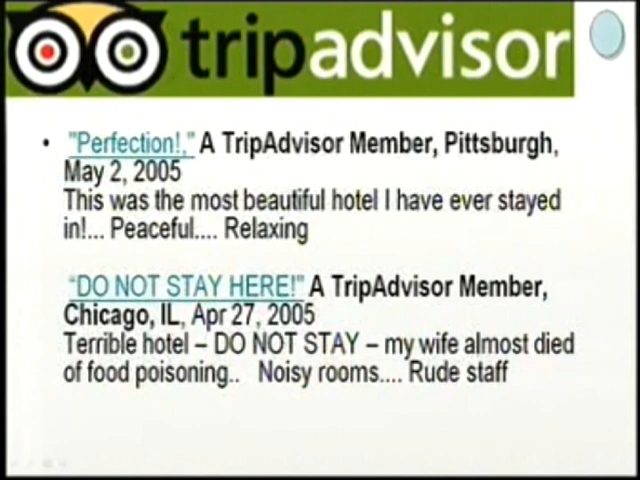 tripadvisor
• "Perfection!," A TripAdvisor Member, Pittsburgh,
May 2, 2005
This was the most beautiful hotel I have ever stayed
in!... Peaceful.... Relaxing
"DO NOT STAY HERE!" A TripAdvisor Member,
Chicago, IL, Apr 27, 2005
Terrible hotel – DO NOT STAY – my wife almost died
of food poisoning.. Noisy rooms.... Rude staff